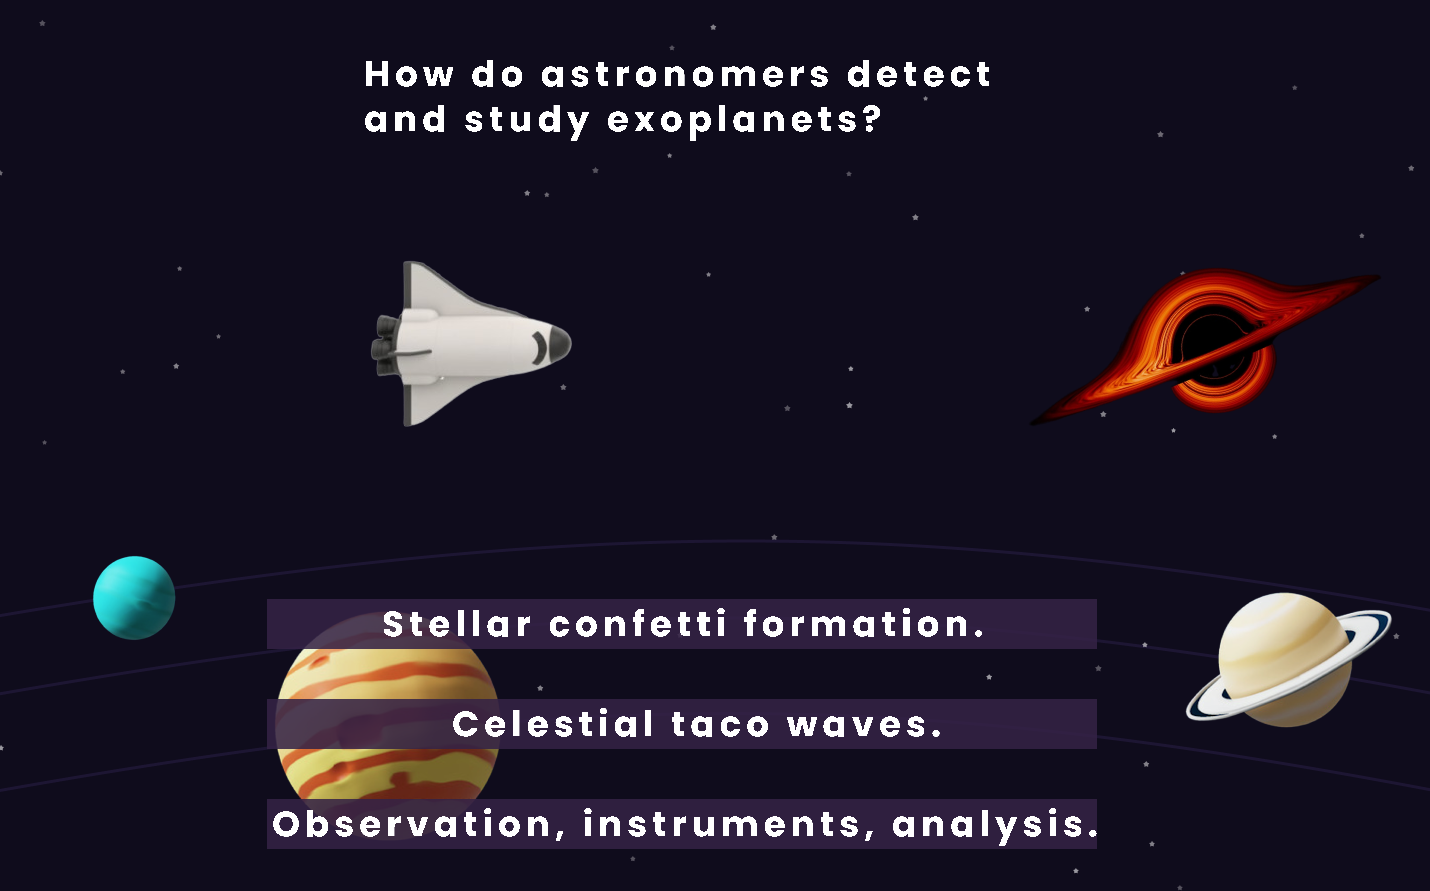 How do astronomers detect
and study exoplanets?
Stellar confetti formation.
Celestial taco waves.
Observation, instruments, analysis.